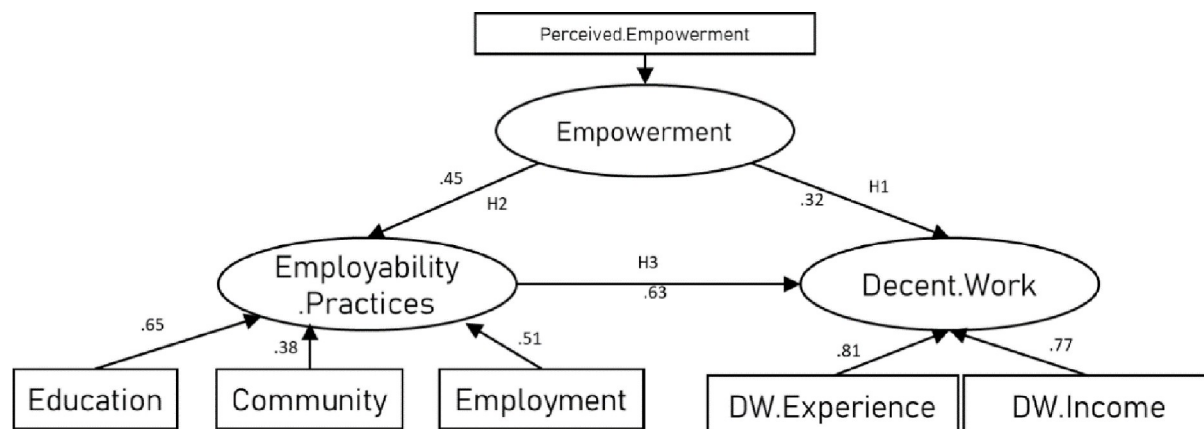 Perceived.Empowerment
Empowerment
.45
H1
.32
H2
Employability
.Practices
H3
.63
Decent.Work
.65
.38
.51
.81
.77
Education
Community
Employment
DW.Experience
DW.Income